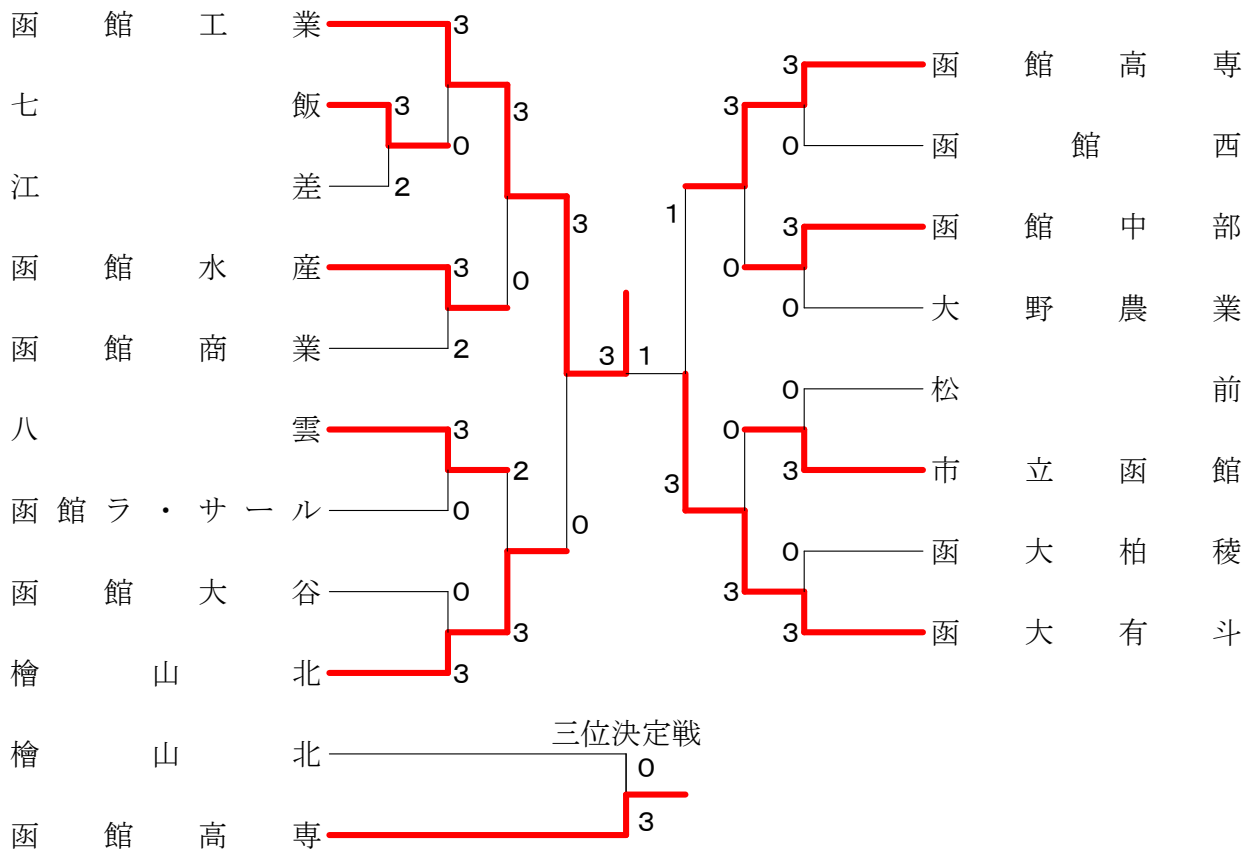 函館工業 3
七飯 3
0
江差 2
3
函館水産 3
0
函館商業 2
3
八雲 3
2
函館ラ・サール 0
0
函館大谷 0
3
檜山北 3
3 1
3 函館高専
3
0 函館西
1
3 函館中部
0
0 大野農業
0 松前
0
3 市立函館
3
0 函大柏稜
3
3 函大有斗
三位決定戦
檜山北 0
函館高専 3